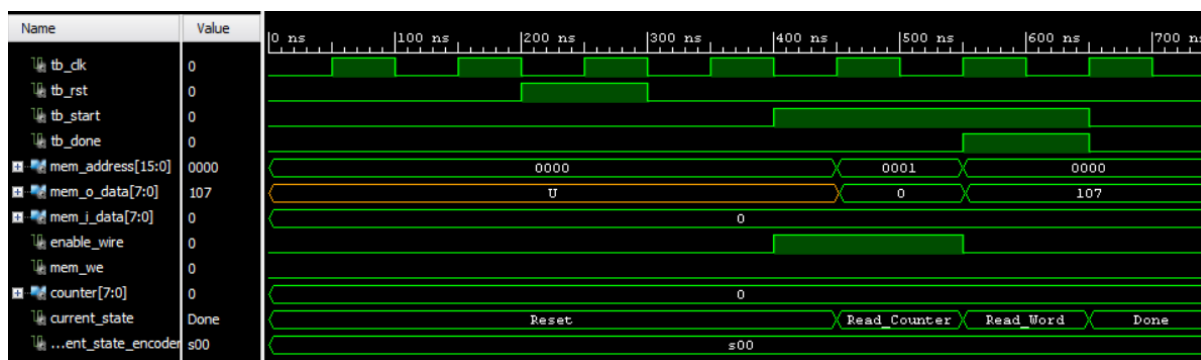 Name Value
0 ns 100 ns 200 ns 300 ns 400 ns 500 ns 600 ns 700 n
tb_clk 0
tb_rst 0
tb_start 0
tb_done 0
mem_address[15:0] 0000 0000 0001 0000
mem_o_data[7:0] 107 U 0 107
mem_i_data[7:0] 0 0
enable_wire 0
mem_we 0
counter[7:0] 0 0
current_state Done Reset Read_Counter Read_Word Done
...ent_state_encoder s00 s00